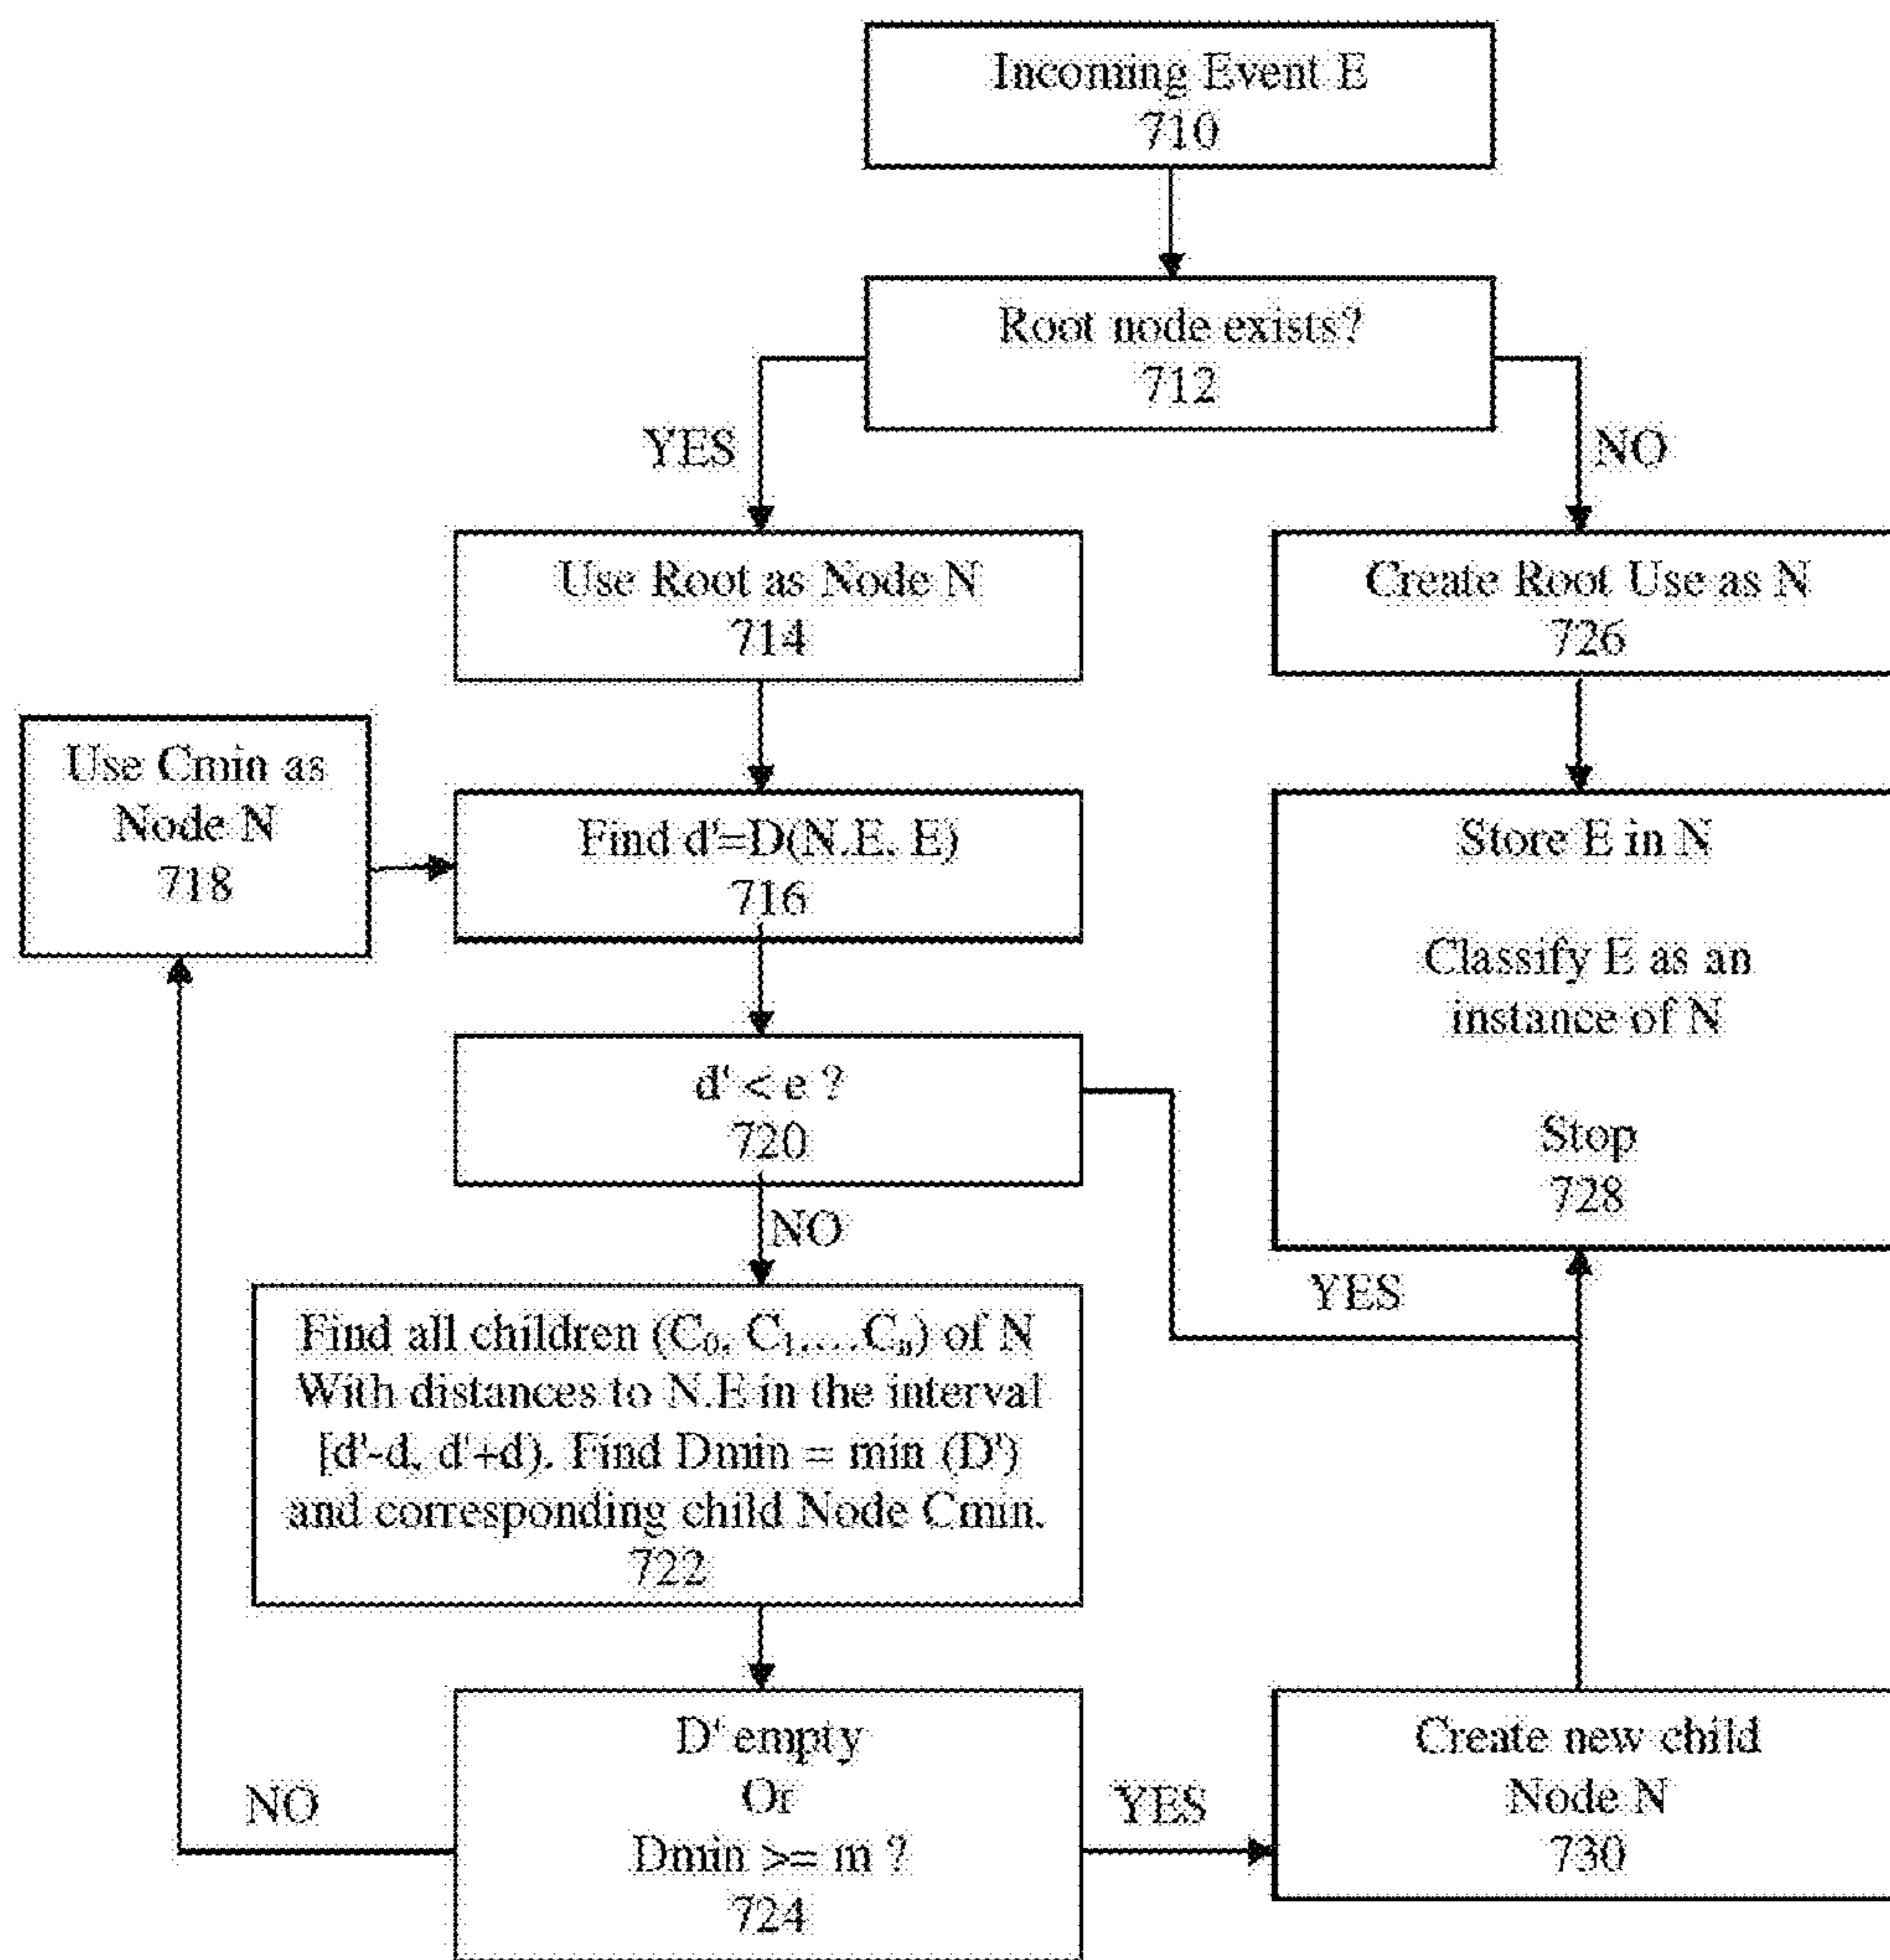 Incoming Event E
710
Root node exists?
712
YES
NO
Use Root as Node N
714
Create Root Use as N
726
Use Cmin as
Node N
718
Find d'=D(N.E, E)
716
Store E in N
Classify E as an
instance of N
Stop
728
d' < e ?
720
NO
YES
Find all children (C₀, C₁,...Cₙ) of N
With distances to N.E in the interval
[d'-d, d'+d). Find Dmin = min (D')
and corresponding child Node Cmin.
722
D' empty
Or
Dmin >= m ?
724
NO
YES
Create new child
Node N
730